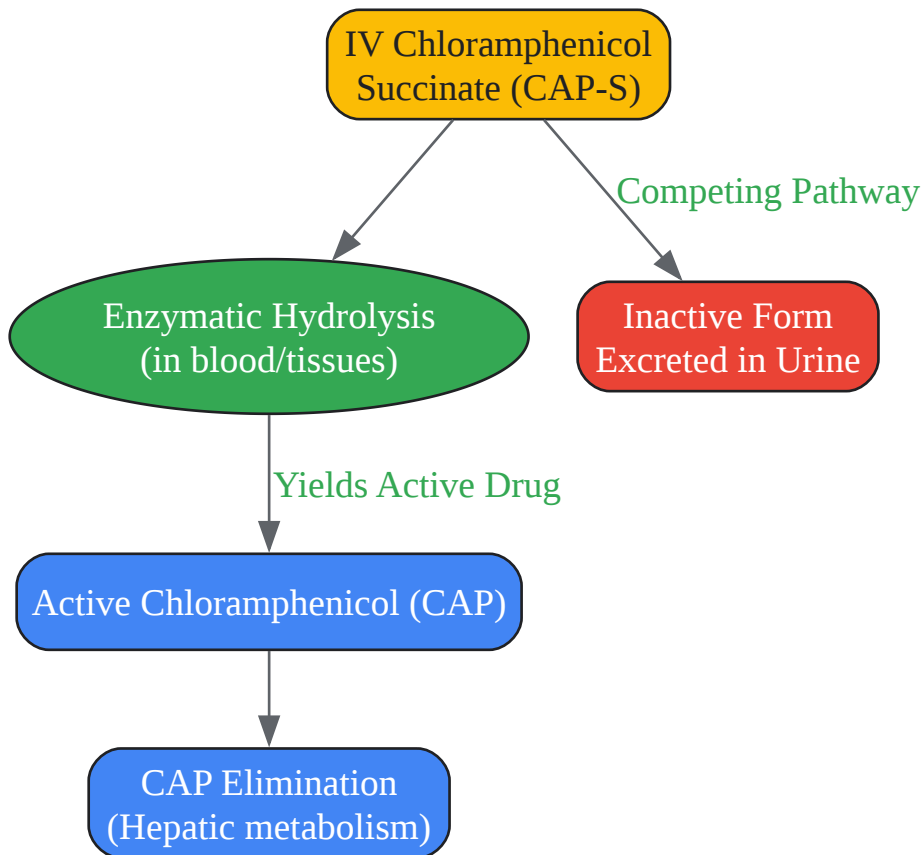 IV Chloramphenicol
Succinate (CAP-S)
Competing Pathway
Enzymatic Hydrolysis
(in blood/tissues)
Inactive Form
Excreted in Urine
Yields Active Drug
Active Chloramphenicol (CAP)
CAP Elimination
(Hepatic metabolism)